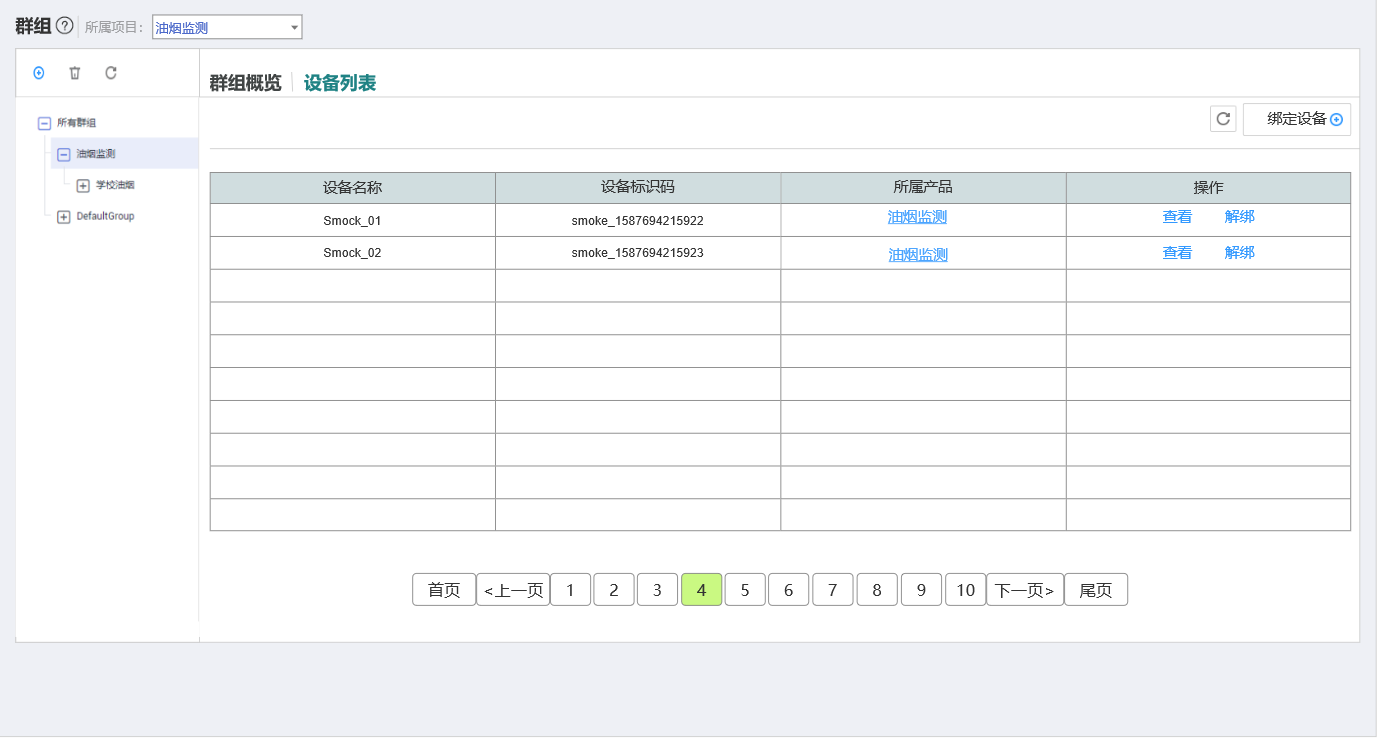 群组 ? 所属项目: 油烟监测
群组概览 设备列表
绑定设备
所有群组
油烟监测
学校油烟
DefaultGroup
设备名称 设备标识码 所属产品 操作
Smock_01 smoke_1587694215922 油烟监测 查看 解绑
Smock_02 smoke_1587694215923 油烟监测 查看 解绑
首页 <上一页 1 2 3 4 5 6 7 8 9 10 下一页> 尾页